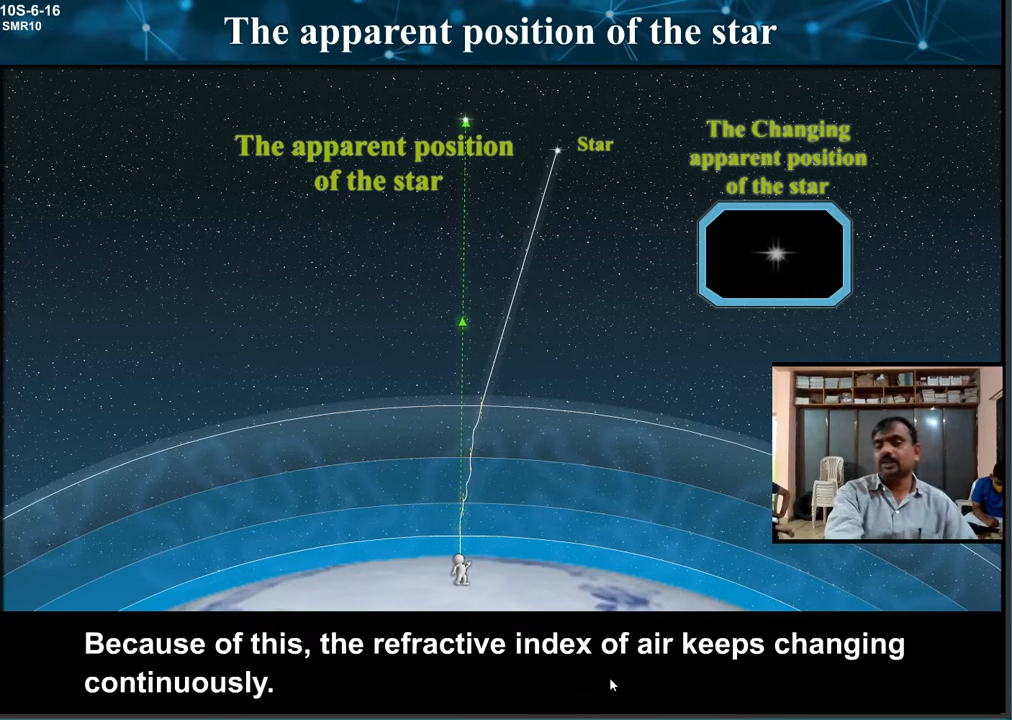 10S-6-16
SMR10
The apparent position of the star
The apparent position
of the star
Star
The Changing
apparent position
of the star
Because of this, the refractive index of air keeps changing
continuously.